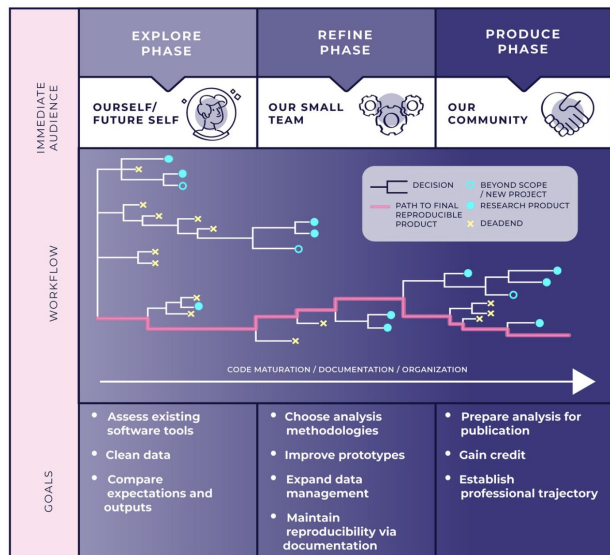 EXPLORE
PHASE
REFINE
PHASE
PRODUCE
PHASE
IMMEDIATE
AUDIENCE
OURSELF/
FUTURE SELF
OUR SMALL
TEAM
OUR
COMMUNITY
WORKFLOW
DECISION
PATH TO FINAL
REPRODUCIBLE
PRODUCT
BEYOND SCOPE
/ NEW PROJECT
RESEARCH PRODUCT
DEADEND
CODE MATURATION / DOCUMENTATION / ORGANIZATION
GOALS
• Assess existing
software tools
• Clean data
• Compare
expectations and
outputs
• Choose analysis
methodologies
• Improve prototypes
• Expand data
management
• Maintain
reproducibility via
documentation
• Prepare analysis for
publication
• Gain credit
• Establish
professional trajectory